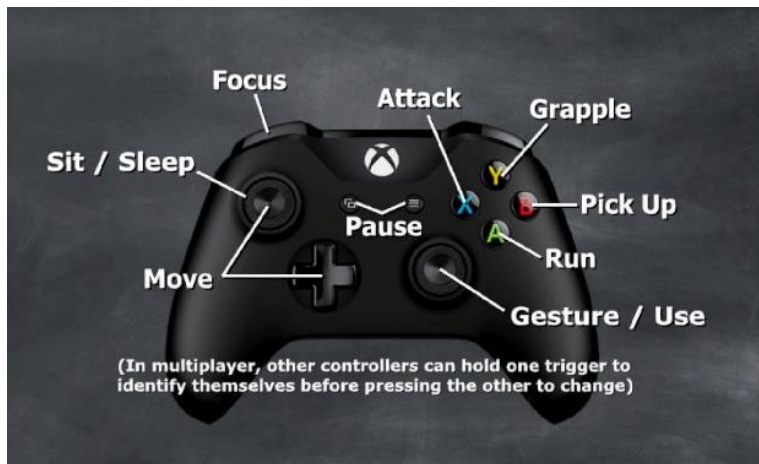 Focus
Attack
Grapple
Sit / Sleep
Y
X
B
Pick Up
Pause
A
Run
Move
Gesture / Use
(In multiplayer, other controllers can hold one trigger to
identify themselves before pressing the other to change)